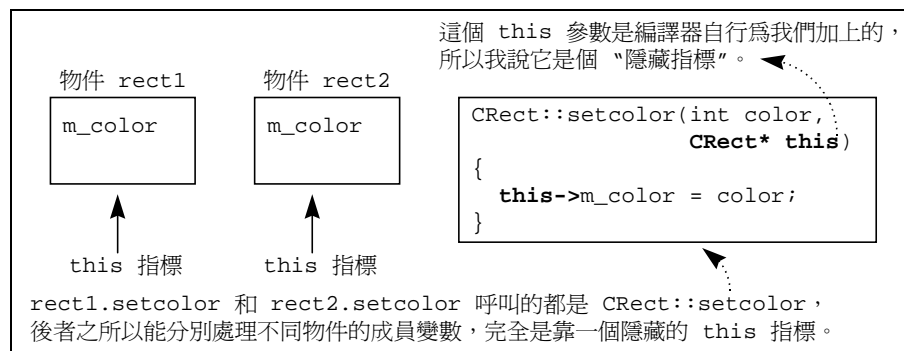 這個 this 參數是編譯器自行為我們加上的，
所以我說它是個 “隱藏指標”。
物件 rect1
物件 rect2
m_color
m_color
CRect::setcolor(int color,
CRect* this)
{
this->m_color = color;
}
this 指標
this 指標
rect1.setcolor 和 rect2.setcolor 呼叫的都是 CRect::setcolor，
後者之所以能分別處理不同物件的成員變數，完全是靠一個隱藏的 this 指標。